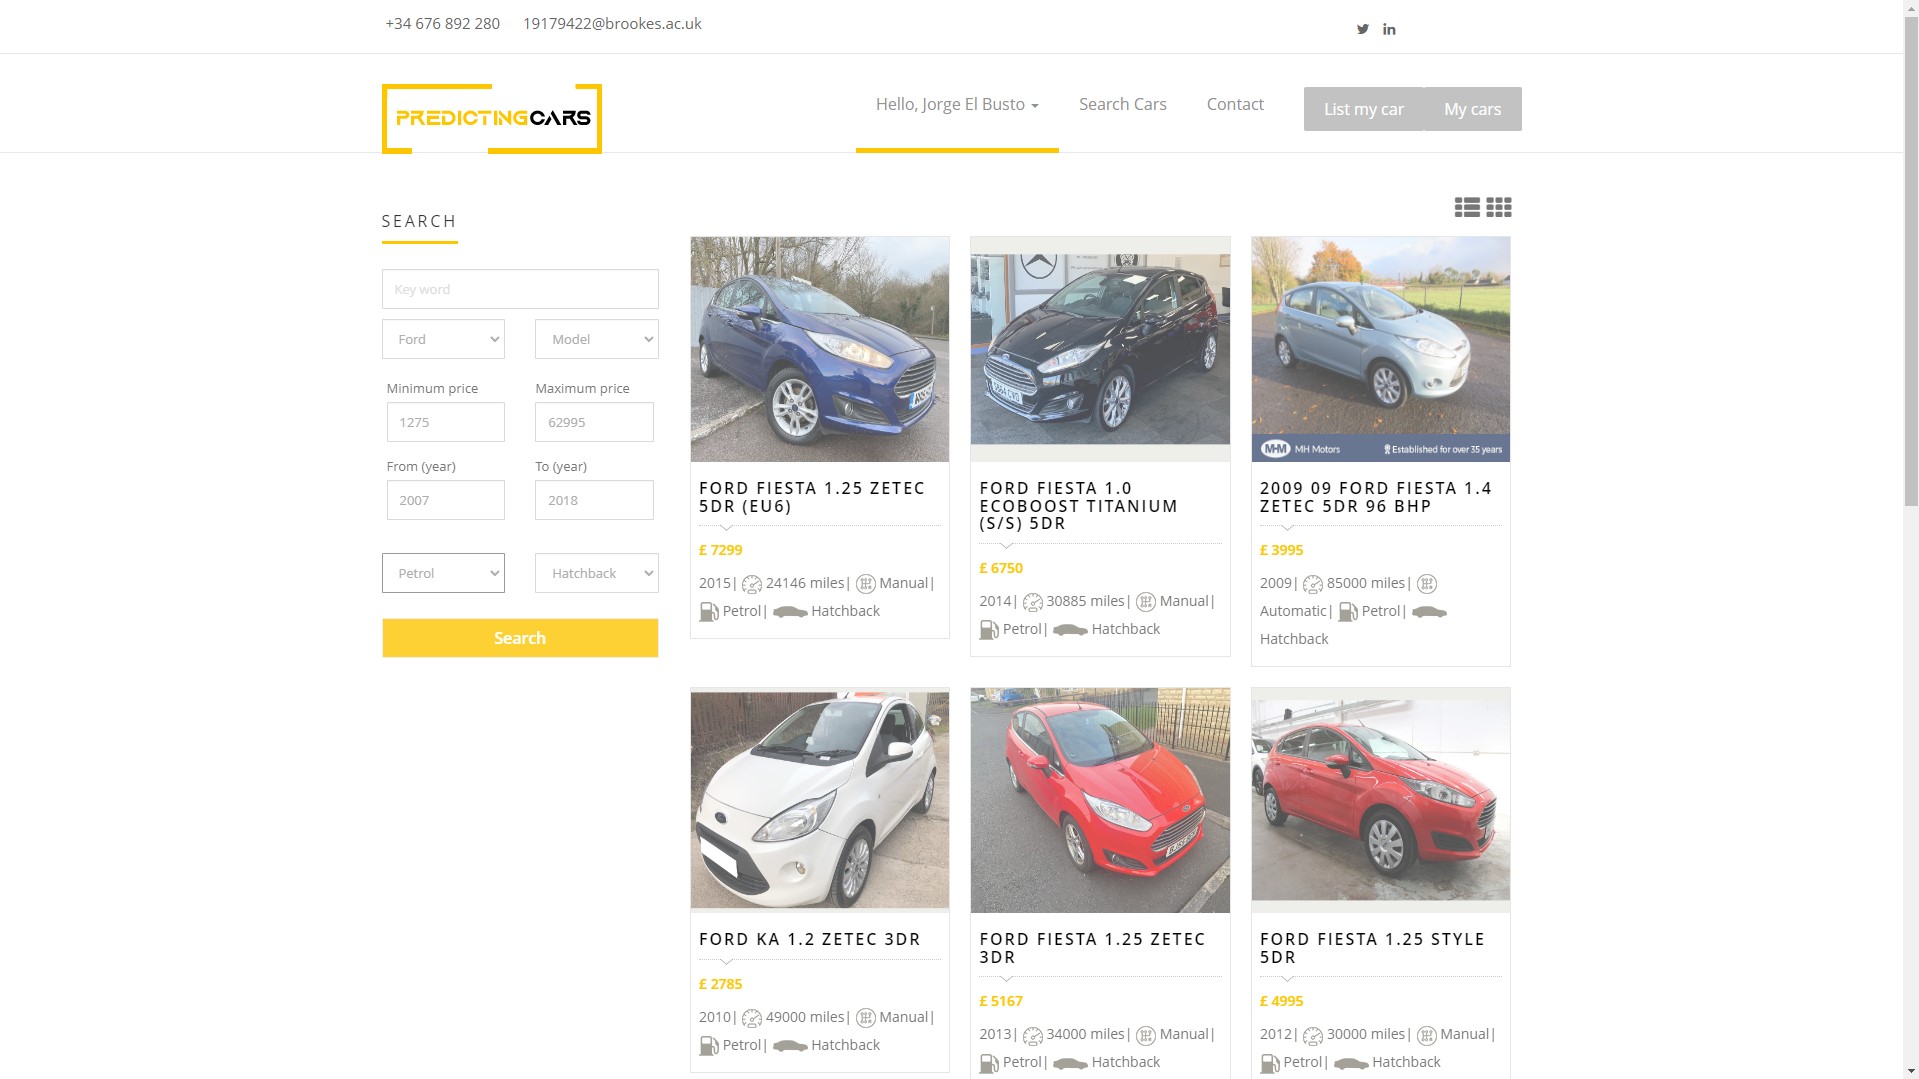 +34 676 892 280 19179422@brookes.ac.uk
PREDICTINGCARS
Hello, Jorge El Busto Search Cars Contact List my car My cars
SEARCH
Key word
Ford Model
Minimum price Maximum price
1275 62995
From (year) To (year)
2007 2018
Petrol Hatchback
Search
MHM MH Motors Established for over 35 years
FORD FIESTA 1.25 ZETEC
5DR (EU6)
£ 7299
2015| 24146 miles| Manual|
Petrol| Hatchback
FORD FIESTA 1.0
ECOBOOST TITANIUM
(S/S) 5DR
£ 6750
2014| 30885 miles| Manual|
Petrol| Hatchback
2009 09 FORD FIESTA 1.4
ZETEC 5DR 96 BHP
£ 3995
2009| 85000 miles|
Automatic| Petrol|
Hatchback
FORD KA 1.2 ZETEC 3DR
£ 2785
2010| 49000 miles| Manual|
Petrol| Hatchback
FORD FIESTA 1.25 ZETEC
3DR
£ 5167
2013| 34000 miles| Manual|
Petrol| Hatchback
FORD FIESTA 1.25 STYLE
5DR
£ 4995
2012| 30000 miles| Manual|
Petrol| Hatchback